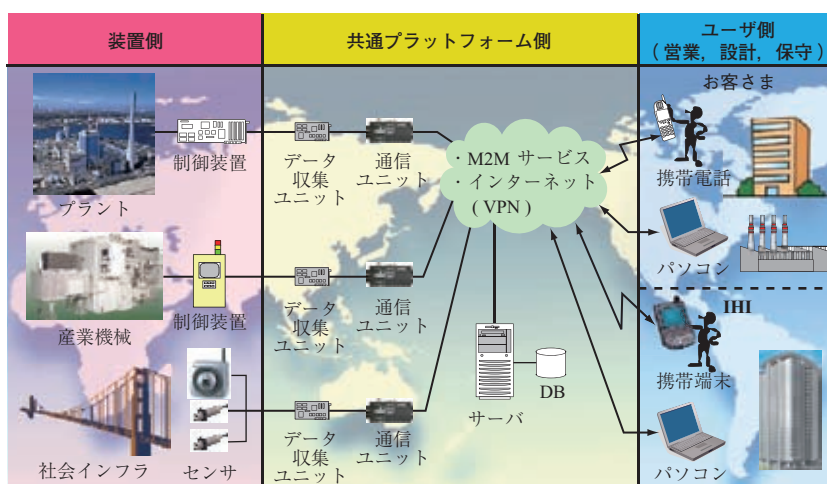 装置側
共通プラットフォーム側
ユーザ側
( 営業, 設計, 保守 )
プラント
制御装置
データ
収集
ユニット
通信
ユニット
産業機械
制御装置
データ
収集
ユニット
通信
ユニット
社会インフラ
センサ
データ
収集
ユニット
通信
ユニット
・M2M サービス
・インターネット
( VPN )
サーバ
DB
お客さま
携帯電話
パソコン
IHI
携帯端末
パソコン